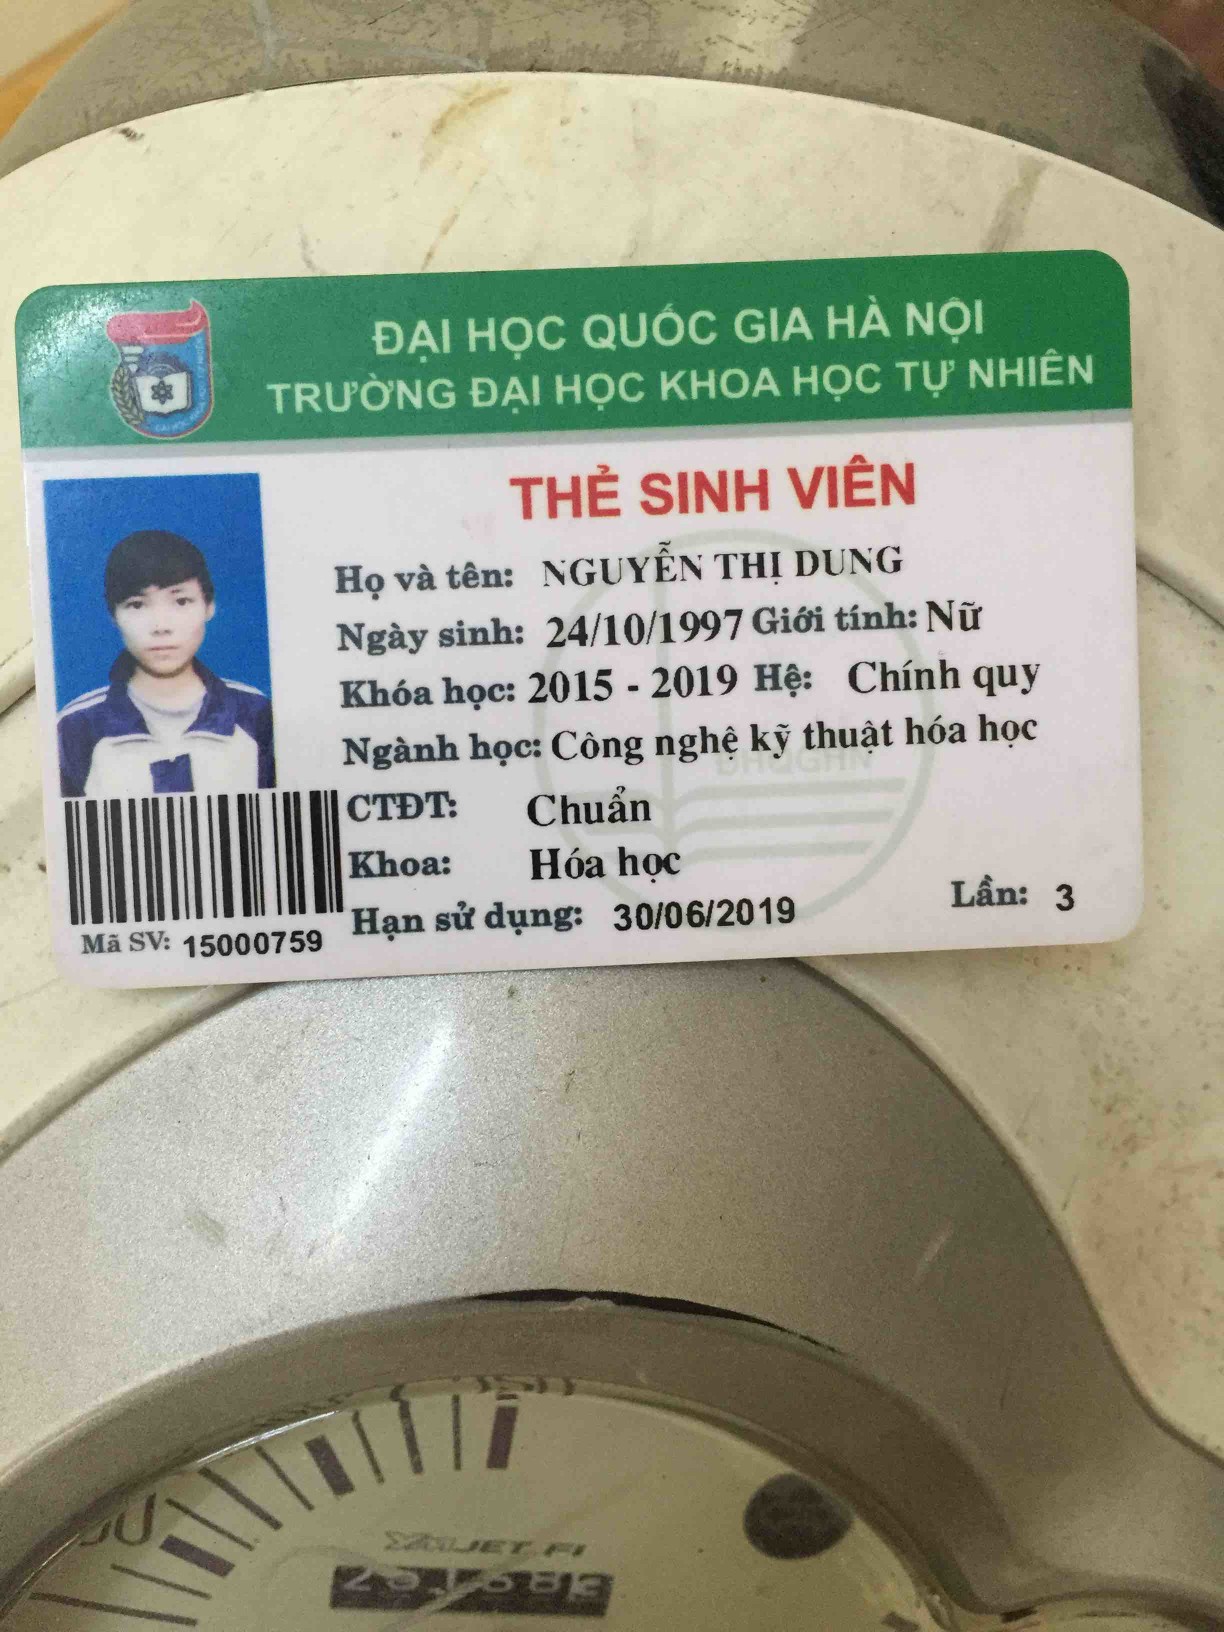 ĐẠI HỌC QUỐC GIA HÀ NỘI
TRƯỜNG ĐẠI HỌC KHOA HỌC TỰ NHIÊN
THẺ SINH VIÊN
Họ và tên: NGUYỄN THỊ DUNG
Ngày sinh: 24/10/1997 Giới tính: Nữ
Khóa học: 2015 - 2019 Hệ: Chính quy
Ngành học: Công nghệ kỹ thuật hóa học
ĐHQGHN
CTĐT: Chuẩn
Khoa: Hóa học
Hạn sử dụng: 30/06/2019 Lần: 3
Mã SV: 15000759
JET FI